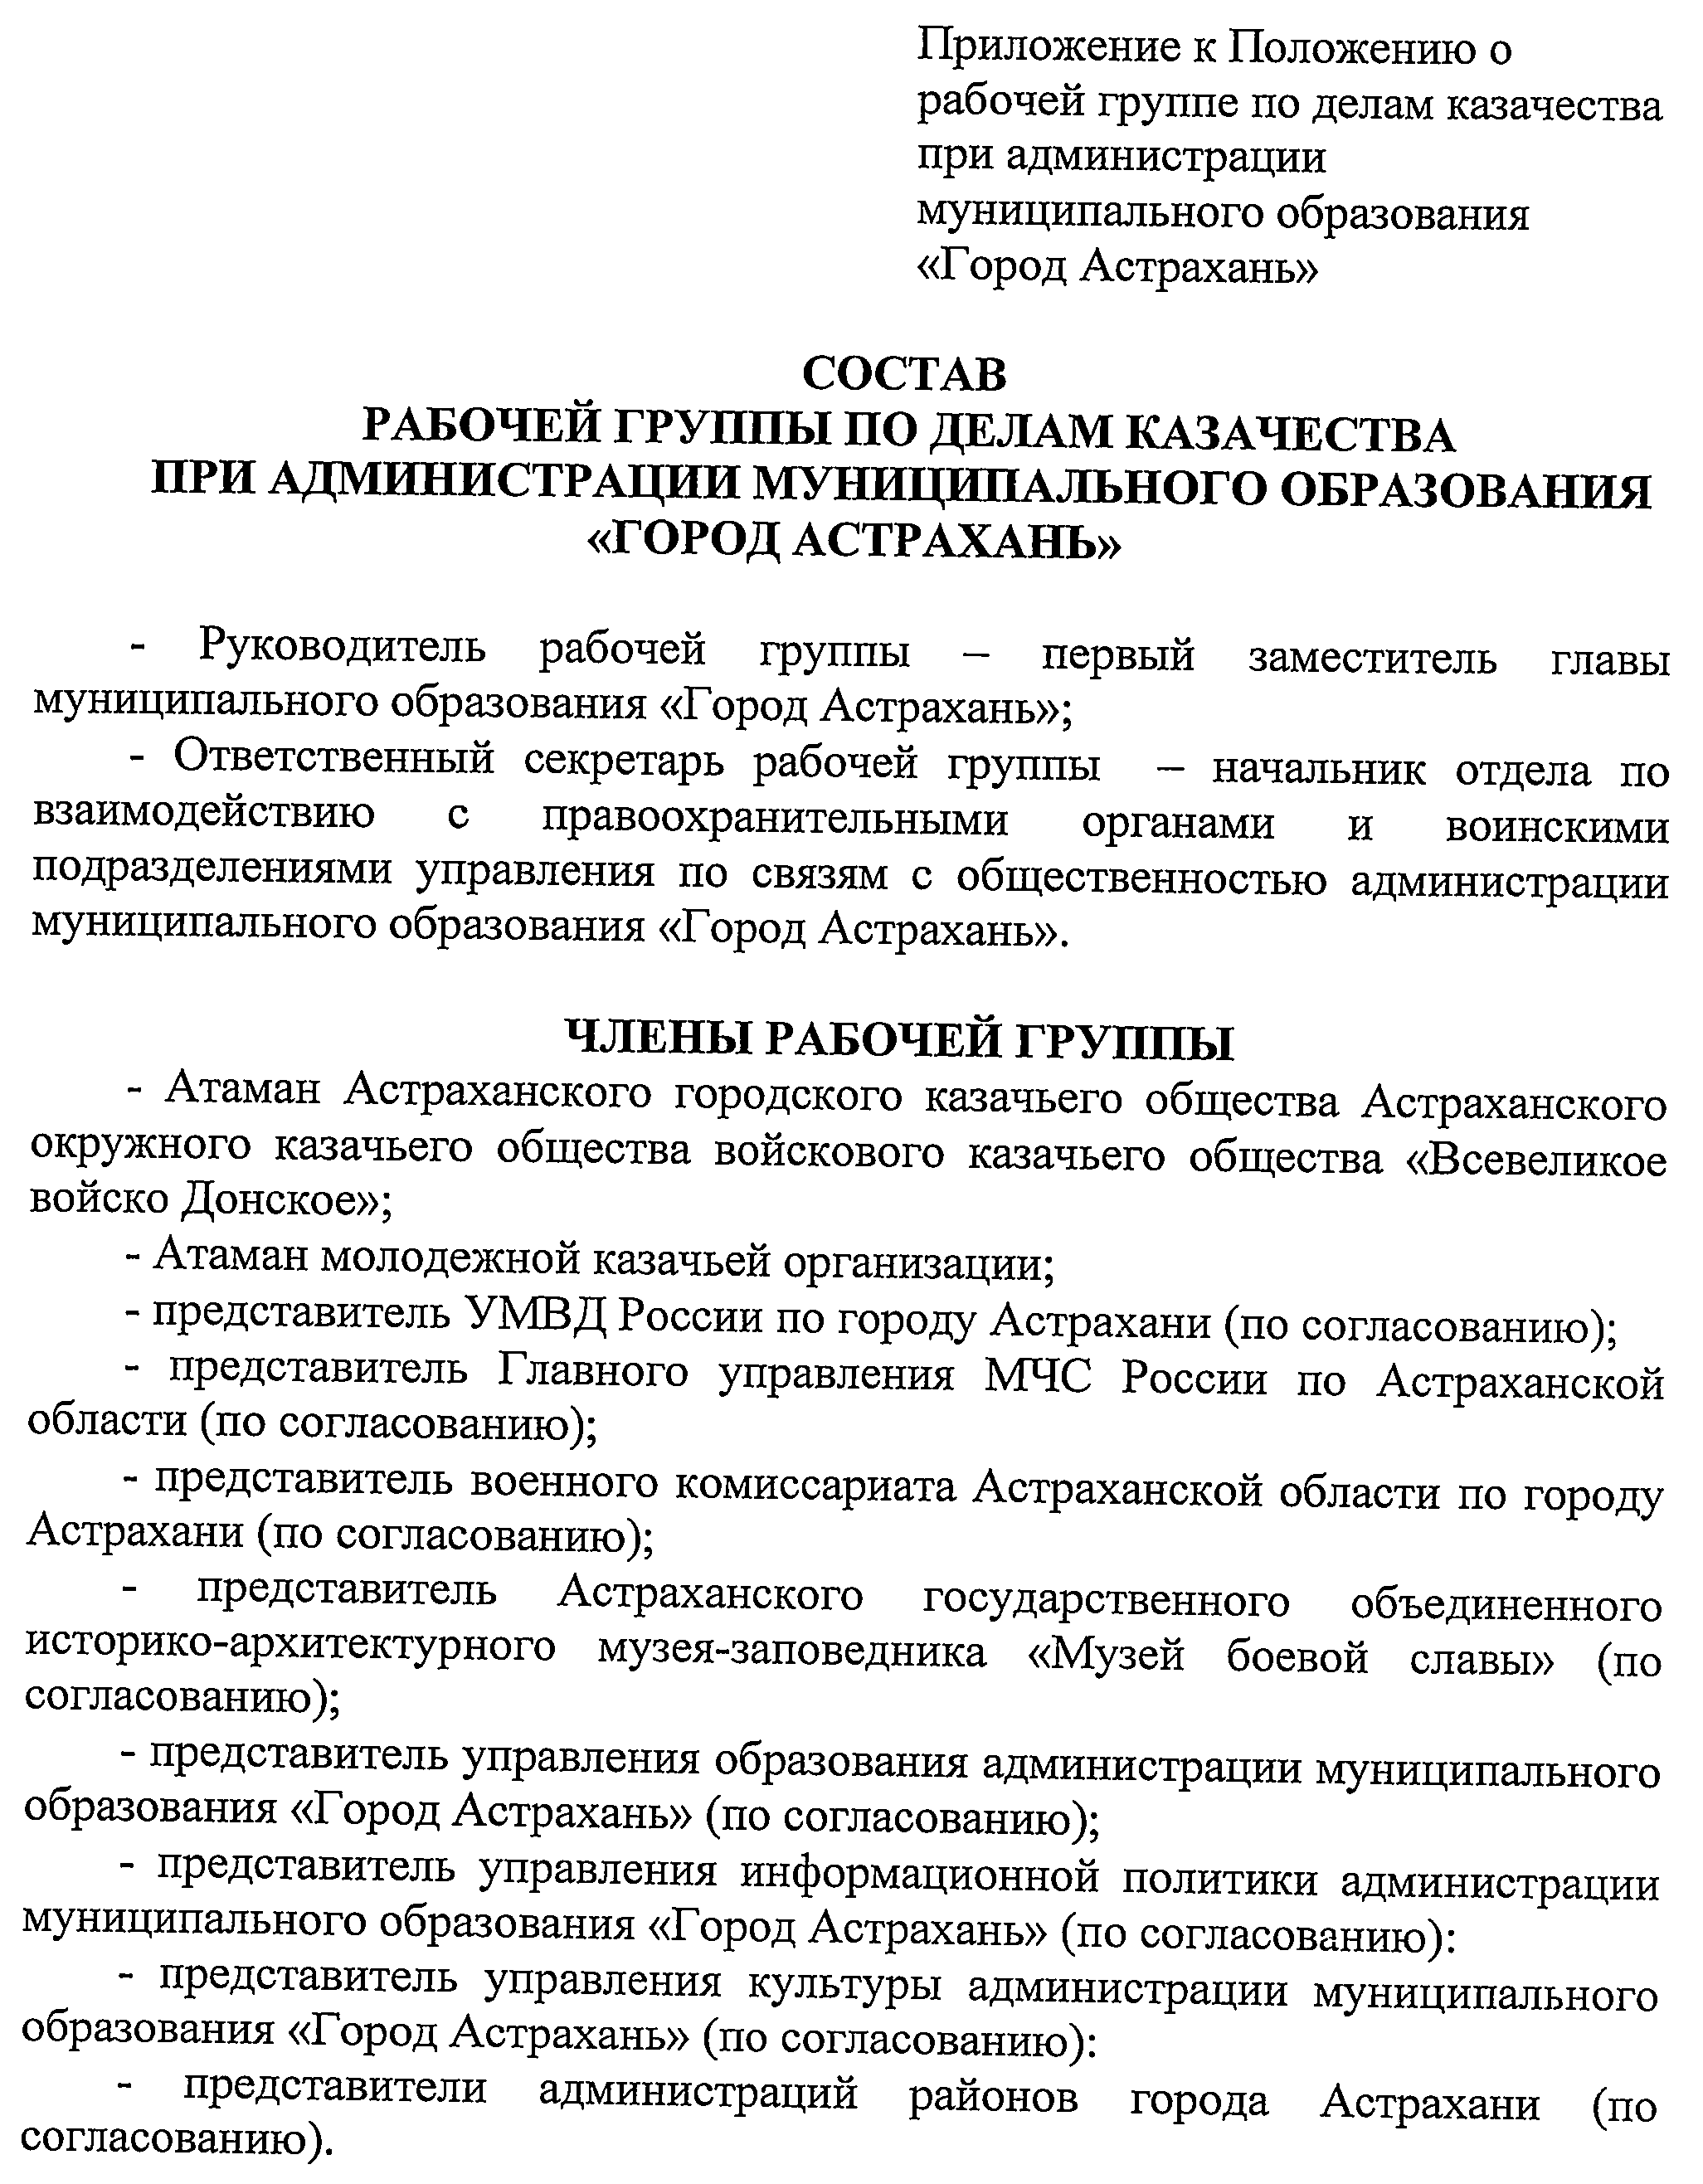 Приложение к Положению о
рабочей группе по делам казачества
при администрации
муниципального образования
«Город Астрахань»
СОСТАВ
РАБОЧЕЙ ГРУППЫ ПО ДЕЛАМ КАЗАЧЕСТВА
ПРИ АДМИНИСТРАЦИИ МУНИЦИПАЛЬНОГО ОБРАЗОВАНИЯ
«ГОРОД АСТРАХАНЬ»
- Руководитель рабочей группы – первый заместитель главы
муниципального образования «Город Астрахань»;
- Ответственный секретарь рабочей группы – начальник отдела по
взаимодействию с правоохранительными органами и воинскими
подразделениями управления по связям с общественностью администрации
муниципального образования «Город Астрахань».
ЧЛЕНЫ РАБОЧЕЙ ГРУППЫ
- Атаман Астраханского городского казачьего общества Астраханского
окружного казачьего общества войскового казачьего общества «Всевеликое
войско Донское»;
- Атаман молодежной казачьей организации;
- представитель УМВД России по городу Астрахани (по согласованию);
- представитель Главного управления МЧС России по Астраханской
области (по согласованию);
- представитель военного комиссариата Астраханской области по городу
Астрахани (по согласованию);
- представитель Астраханского государственного объединенного
историко-архитектурного музея-заповедника «Музей боевой славы» (по
согласованию);
- представитель управления образования администрации муниципального
образования «Город Астрахань» (по согласованию);
- представитель управления информационной политики администрации
муниципального образования «Город Астрахань» (по согласованию):
- представитель управления культуры администрации муниципального
образования «Город Астрахань» (по согласованию):
- представители администраций районов города Астрахани (по
согласованию).